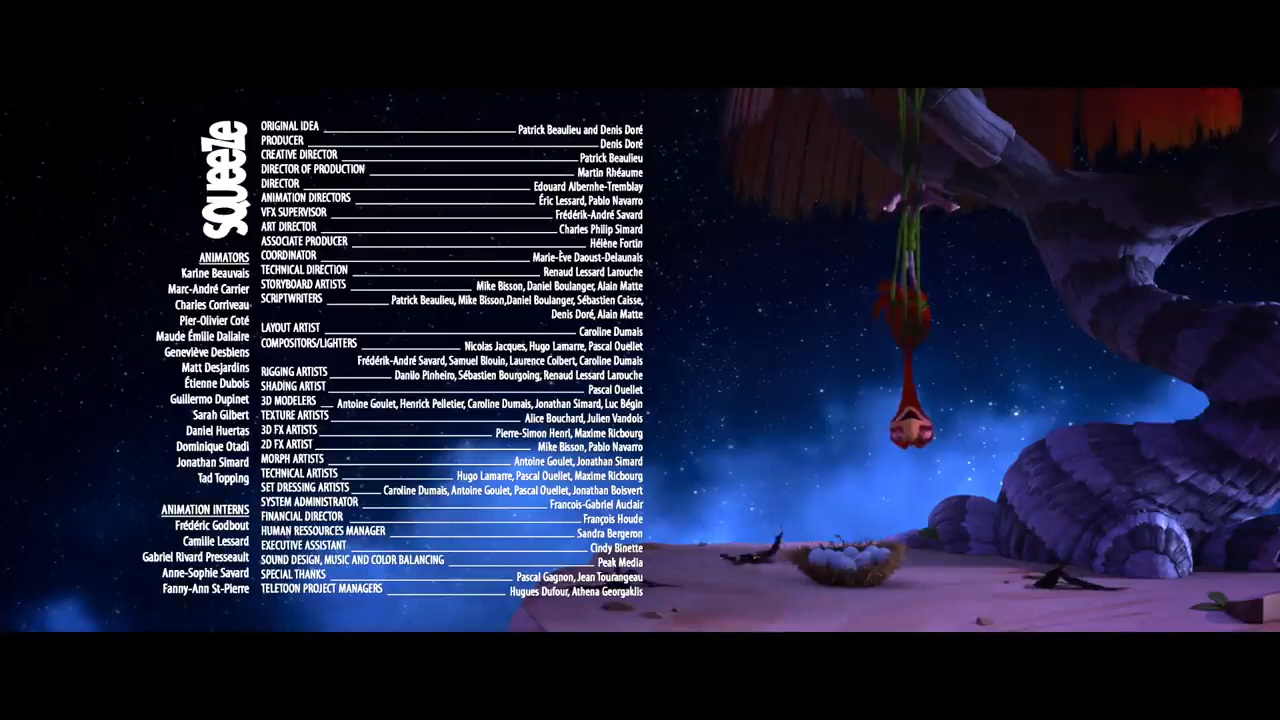 squeeze
ORIGINAL IDEA Patrick Beaulieu and Denis Doré
PRODUCER Denis Doré
CREATIVE DIRECTOR Patrick Beaulieu
DIRECTOR OF PRODUCTION Martin Rhéaume
DIRECTOR Edouard Albernhe-Tremblay
ANIMATION DIRECTORS Éric Lessard, Pablo Navarro
VFX SUPERVISOR Frédérik-André Savard
ART DIRECTOR Charles Philip Simard
ASSOCIATE PRODUCER Hélène Fortin
COORDINATOR Marie-Ève Daoust-Delaunais
TECHNICAL DIRECTION Renaud Lessard Larouche
STORYBOARD ARTISTS Mike Bisson, Daniel Boulanger, Alain Matte
SCRIPTWRITERS Patrick Beaulieu, Mike Bisson,Daniel Boulanger, Sébastien Caisse,
Denis Doré, Alain Matte
LAYOUT ARTIST Caroline Dumais
COMPOSITORS/LIGHTERS Nicolas Jacques, Hugo Lamarre, Pascal Ouellet
Frédérik-André Savard, Samuel Blouin, Laurence Colbert, Caroline Dumais
RIGGING ARTISTS Danilo Pinheiro, Sébastien Bourgoing, Renaud Lessard Larouche
SHADING ARTIST Pascal Ouellet
3D MODELERS Antoine Goulet, Henrick Pelletier, Caroline Dumais, Jonathan Simard, Luc Bégin
TEXTURE ARTISTS Alice Bouchard, Julien Vandois
3D FX ARTISTS Pierre-Simon Henri, Maxime Ricbourg
2D FX ARTIST Mike Bisson, Pablo Navarro
MORPH ARTISTS Antoine Goulet, Jonathan Simard
TECHNICAL ARTISTS Hugo Lamarre, Pascal Ouellet, Maxime Ricbourg
SET DRESSING ARTISTS Caroline Dumais, Antoine Goulet, Pascal Ouellet, Jonathan Boisvert
SYSTEM ADMINISTRATOR Francois-Gabriel Auclair
FINANCIAL DIRECTOR François Houde
HUMAN RESSOURCES MANAGER Sandra Bergeron
EXECUTIVE ASSISTANT Cindy Binette
SOUND DESIGN, MUSIC AND COLOR BALANCING Peak Media
SPECIAL THANKS Pascal Gagnon, Jean Tourangeau
TELETOON PROJECT MANAGERS Hugues Dufour, Athena Georgaklis
ANIMATORS
Karine Beauvais
Marc-André Carrier
Charles Corriveau
Pier-Olivier Coté
Maude Émilie Dallaire
Geneviève Desbiens
Matt Desjardins
Étienne Dubois
Guillermo Dupinet
Sarah Gilbert
Daniel Huertas
Dominique Otadi
Jonathan Simard
Tad Topping
ANIMATION INTERNS
Frédéric Godbout
Camille Lessard
Gabriel Rivard Presseault
Anne-Sophie Savard
Fanny-Ann St-Pierre